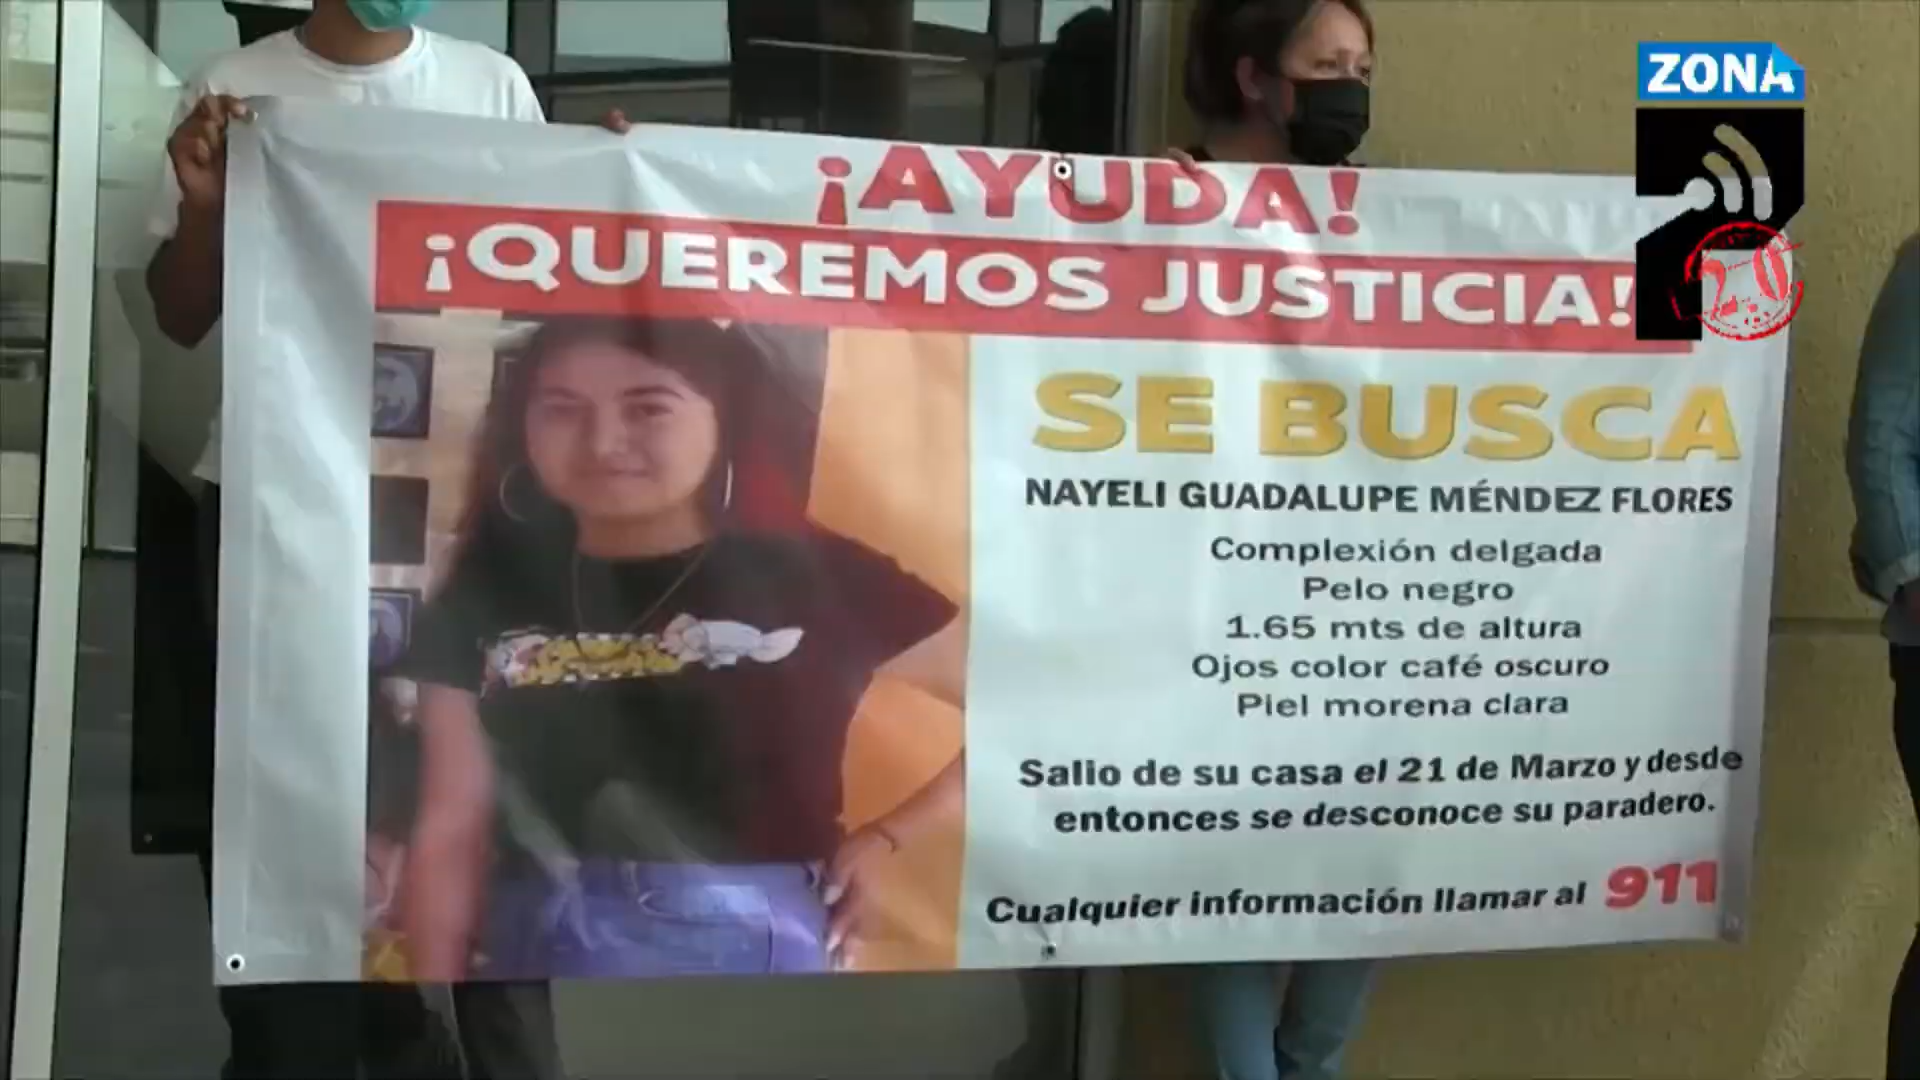 ZONA
2.0
¡AYUDA!
¡QUEREMOS JUSTICIA!
SE BUSCA
NAYELI GUADALUPE MÉNDEZ FLORES
Complexión delgada
Pelo negro
1.65 mts de altura
Ojos color café oscuro
Piel morena clara
Salio de su casa el 21 de Marzo y desde
entonces se desconoce su paradero.
Cualquier información llamar al 911